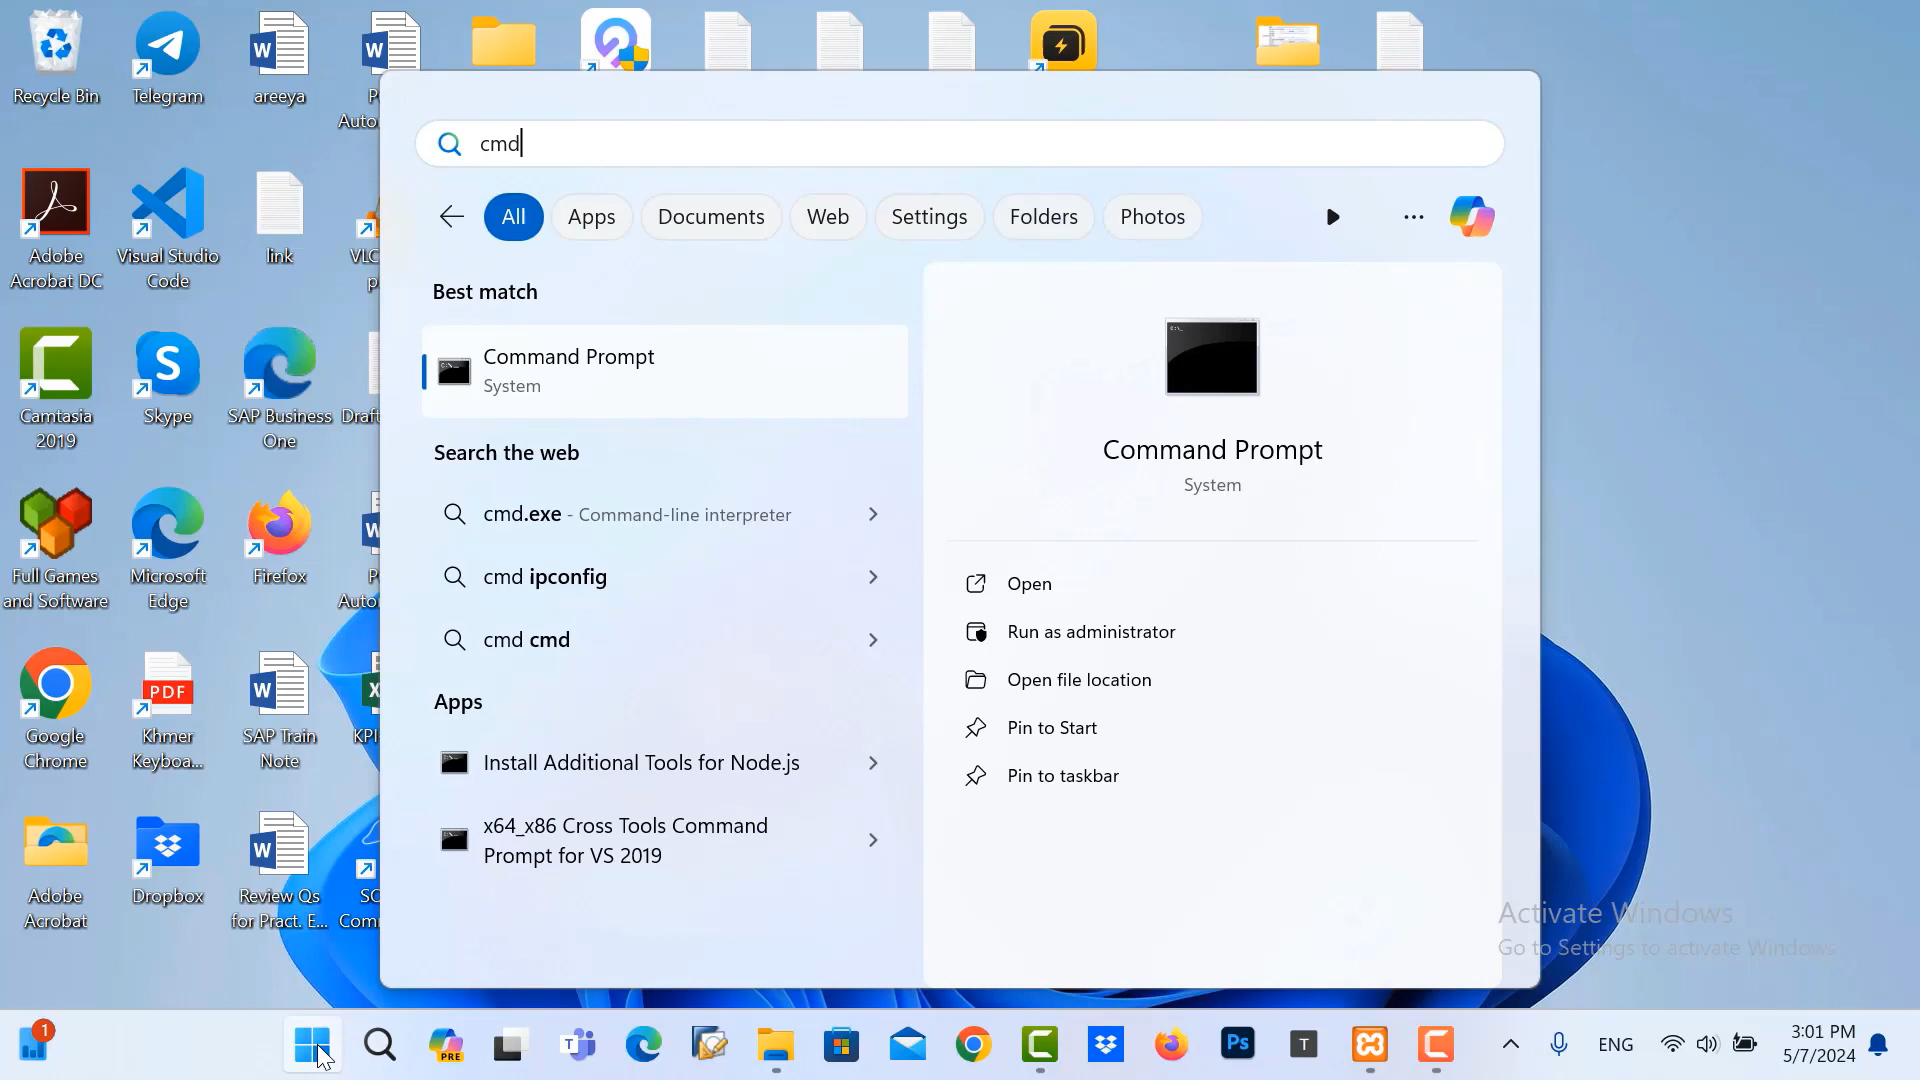 Recycle Bin
Telegram
areeya
cmd
All
Apps
Documents
Web
Settings
Folders
Photos
Best match
Command Prompt
System
Search the web
cmd.exe - Command-line interpreter
cmd ipconfig
cmd cmd
Apps
Install Additional Tools for Node.js
x64_x86 Cross Tools Command
Prompt for VS 2019
Command Prompt
System
Open
Run as administrator
Open file location
Pin to Start
Pin to taskbar
Adobe
Acrobat DC
Visual Studio
Code
link
VLC
Camtasia
2019
Skype
SAP Business
One
Draft
Full Games
and Software
Microsoft
Edge
Firefox
Google
Chrome
PDF
Khmer
Keyboa...
SAP Train
Note
KPI
Adobe
Acrobat
Dropbox
Review Qs
for Pract. E...
Activate Windows
Go to Settings to activate Windows.
1
PRE
Ps
T
ENG
3:01 PM
5/7/2024